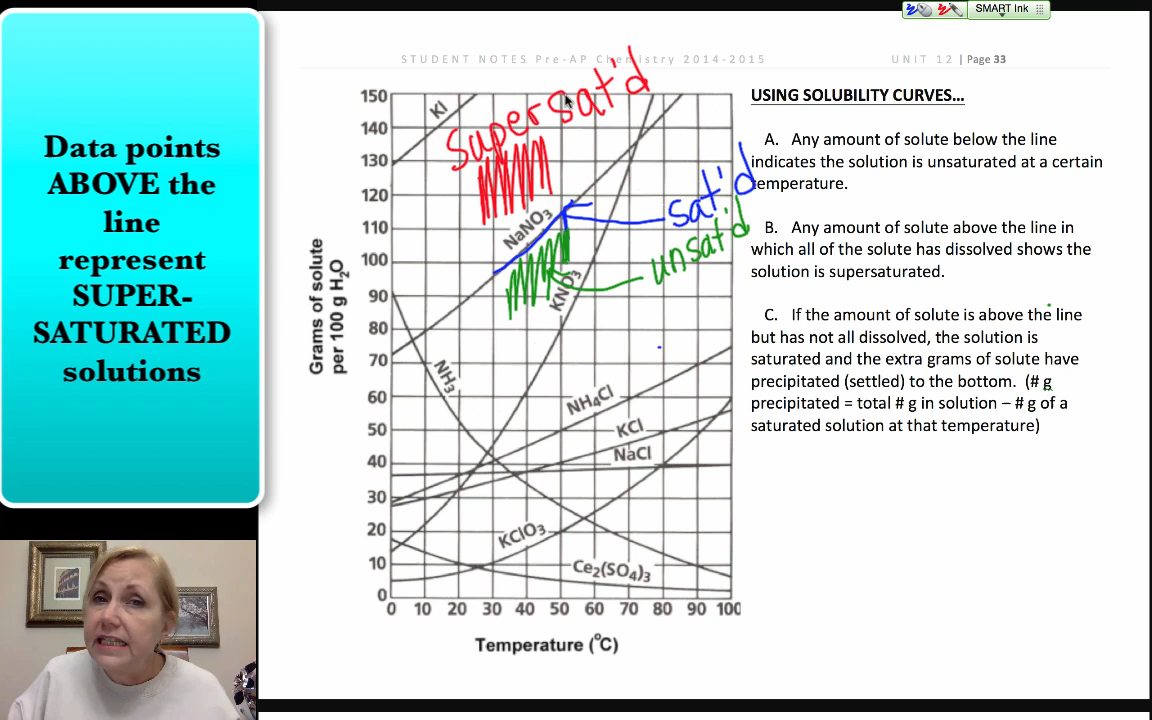 SMART Ink
STUDENT NOTES Pre-AP Chemistry 2014-2015
UNIT 12 | Page 33
Data points
ABOVE the
line
represent
SUPER-
SATURATED
solutions
150
140
130
120
110
100
90
80
70
60
50
40
30
20
10
0
Grams of solute
per 100 g H₂O
KI
super sat'd
NaNO₃
sat'd
unsat'd
KNO₃
NH₃
NH₄Cl
KCl
NaCl
KClO₃
Ce₂(SO₄)₃
0 10 20 30 40 50 60 70 80 90 100
Temperature (°C)
USING SOLUBILITY CURVES...
A. Any amount of solute below the line
indicates the solution is unsaturated at a certain
temperature.
B. Any amount of solute above the line in
which all of the solute has dissolved shows the
solution is supersaturated.
C. If the amount of solute is above the line
but has not all dissolved, the solution is
saturated and the extra grams of solute have
precipitated (settled) to the bottom. (# g
precipitated = total # g in solution – # g of a
saturated solution at that temperature)